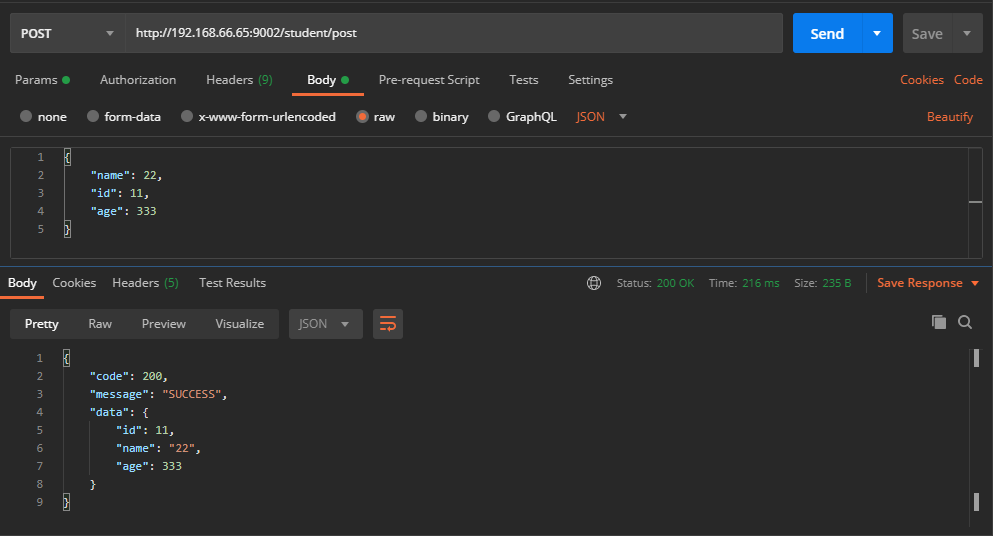 POST http://192.168.66.65:9002/student/post Send Save
Params Authorization Headers (9) Body Pre-request Script Tests Settings Cookies Code
none form-data x-www-form-urlencoded raw binary GraphQL JSON Beautify
1 {
2 "name": 22,
3 "id": 11,
4 "age": 333
5 }
Body Cookies Headers (5) Test Results Status: 200 OK Time: 216 ms Size: 235 B Save Response
Pretty Raw Preview Visualize JSON
1 {
2 "code": 200,
3 "message": "SUCCESS",
4 "data": {
5 "id": 11,
6 "name": "22",
7 "age": 333
8 }
9 }